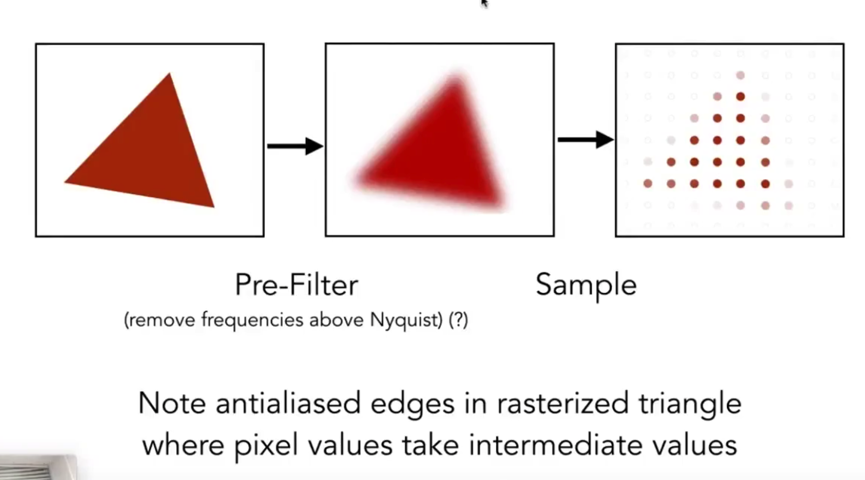 Pre-Filter
Sample
(remove frequencies above Nyquist) (?)
Note antialiased edges in rasterized triangle
where pixel values take intermediate values